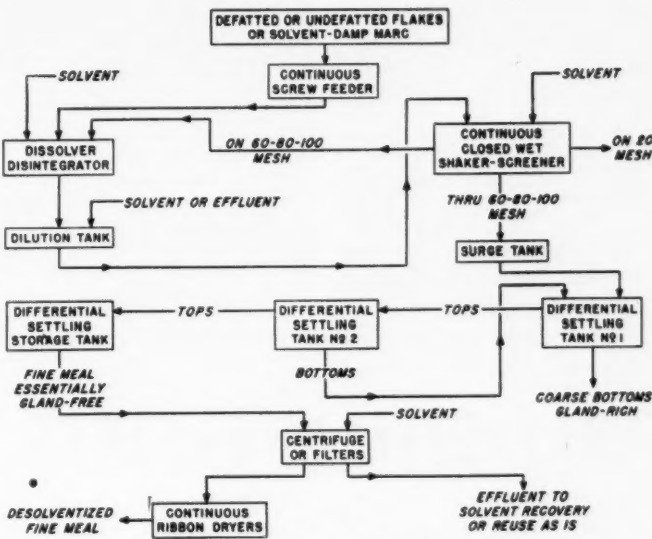 DEFATTED OR UNDEFATTED FLAKES
OR SOLVENT-DAMP MARC
SOLVENT
CONTINUOUS
SCREW FEEDER
SOLVENT
DISSOLVER
DISINTEGRATOR
ON 60-80-100
MESH
CONTINUOUS
CLOSED WET
SHAKER-SCREENER
ON 20
MESH
SOLVENT OR EFFLUENT
THRU 60-80-100
MESH
DILUTION TANK
SURGE TANK
DIFFERENTIAL
SETTLING
STORAGE TANK
TOPS
DIFFERENTIAL
SETTLING
TANK Nº 2
TOPS
DIFFERENTIAL
SETTLING
TANK Nº 1
FINE MEAL
ESSENTIALLY
GLAND-FREE
BOTTOMS
COARSE BOTTOMS
GLAND-RICH
SOLVENT
CENTRIFUGE
OR FILTERS
DESOLVENTIZED
FINE MEAL
CONTINUOUS
RIBBON DRYERS
EFFLUENT TO
SOLVENT RECOVERY
OR REUSE AS IS